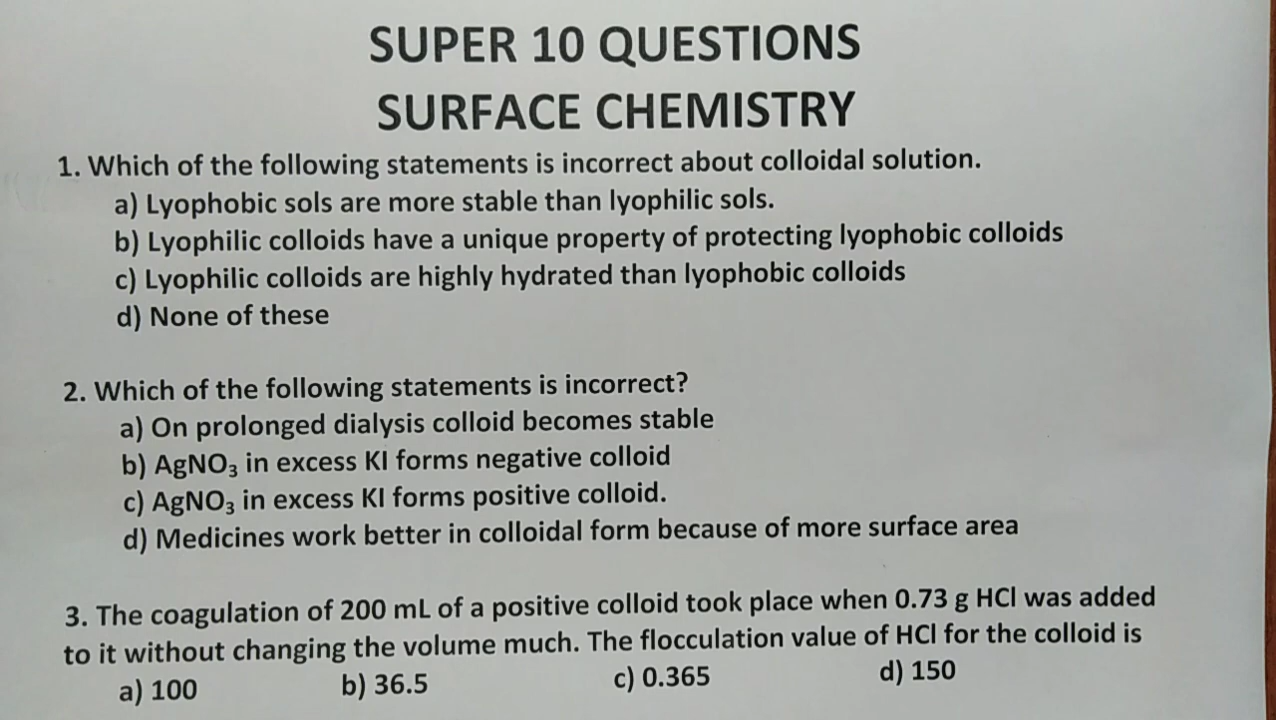 SUPER 10 QUESTIONS
SURFACE CHEMISTRY
1. Which of the following statements is incorrect about colloidal solution.
a) Lyophobic sols are more stable than lyophilic sols.
b) Lyophilic colloids have a unique property of protecting lyophobic colloids
c) Lyophilic colloids are highly hydrated than lyophobic colloids
d) None of these
2. Which of the following statements is incorrect?
a) On prolonged dialysis colloid becomes stable
b) AgNO₃ in excess KI forms negative colloid
c) AgNO₃ in excess KI forms positive colloid.
d) Medicines work better in colloidal form because of more surface area
3. The coagulation of 200 mL of a positive colloid took place when 0.73 g HCl was added
to it without changing the volume much. The flocculation value of HCl for the colloid is
a) 100 b) 36.5 c) 0.365 d) 150